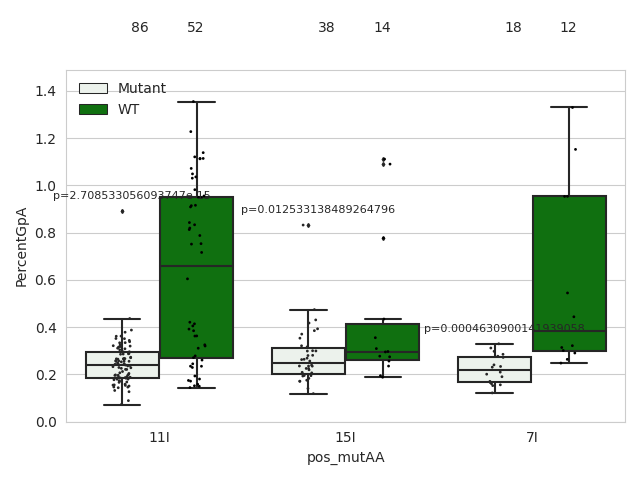 86 52 38 14 18 12
1.4
1.2
1.0
0.8
0.6
0.4
0.2
0.0
PercentGpA
Mutant
WT
p=2.708533056093747e-15
p=0.012533138489264796
p=0.0004630900141939058
11I 15I 7I
pos_mutAA